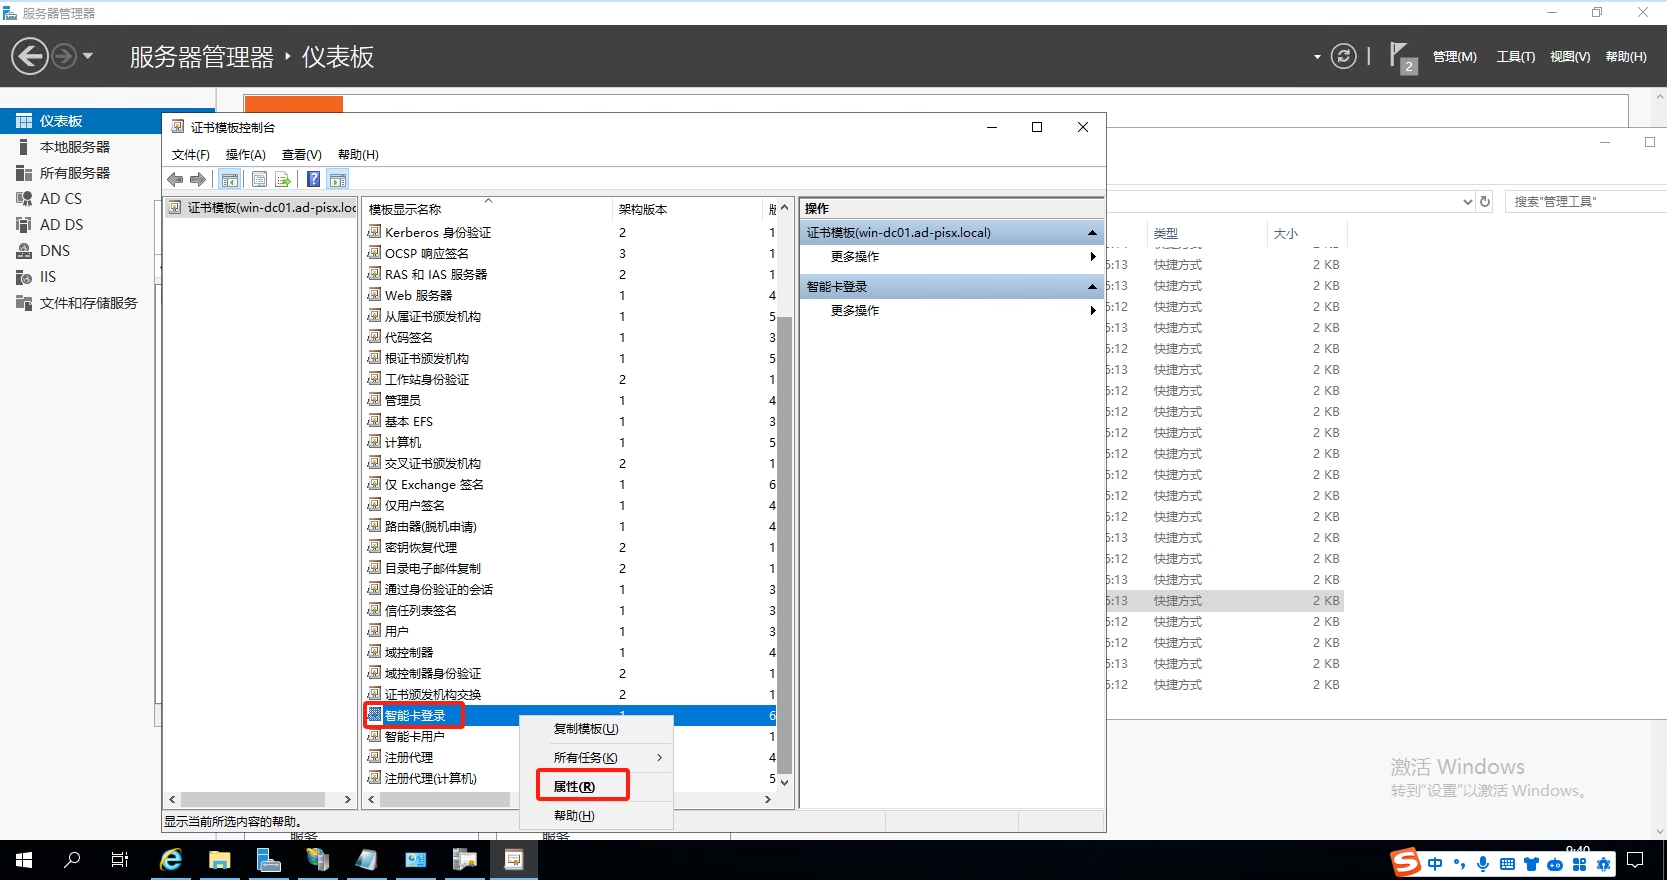 服务器管理器
服务器管理器 · 仪表板
2
管理(M) 工具(T) 视图(V) 帮助(H)
仪表板
本地服务器
所有服务器
AD CS
AD DS
DNS
IIS
文件和存储服务
证书模板控制台
文件(F) 操作(A) 查看(V) 帮助(H)
证书模板(win-dc01.ad-pisx.loc
模板显示名称 架构版本
Kerberos 身份验证 2 1
OCSP 响应签名 3 1
RAS 和 IAS 服务器 2 1
Web 服务器 1 4
从属证书颁发机构 1 5
代码签名 1 3
根证书颁发机构 1 5
工作站身份验证 2 1
管理员 1 4
基本 EFS 1 3
计算机 1 5
交叉证书颁发机构 2 1
仅 Exchange 签名 1 6
仅用户签名 1 4
路由器(脱机申请) 1 4
密钥恢复代理 2 1
目录电子邮件复制 2 1
通过身份验证的会话 1 3
信任列表签名 1 3
用户 1 3
域控制器 1 4
域控制器身份验证 2 1
证书颁发机构交换 2 1
智能卡登录 1 6
智能卡用户 1
注册代理 4
注册代理(计算机) 5
复制模板(U)
所有任务(K)
属性(R)
帮助(H)
显示当前所选内容的帮助。
操作
证书模板(win-dc01.ad-pisx.local)
更多操作
智能卡登录
更多操作
搜索"管理工具"
类型 大小
5:13 快捷方式 2 KB
5:13 快捷方式 2 KB
5:12 快捷方式 2 KB
5:13 快捷方式 2 KB
5:12 快捷方式 2 KB
5:13 快捷方式 2 KB
5:12 快捷方式 2 KB
5:12 快捷方式 2 KB
5:12 快捷方式 2 KB
5:12 快捷方式 2 KB
5:12 快捷方式 2 KB
5:12 快捷方式 2 KB
5:12 快捷方式 2 KB
5:13 快捷方式 2 KB
5:12 快捷方式 2 KB
5:13 快捷方式 2 KB
5:13 快捷方式 2 KB
5:12 快捷方式 2 KB
5:12 快捷方式 2 KB
5:13 快捷方式 2 KB
5:12 快捷方式 2 KB
激活 Windows
转到"设置"以激活 Windows。
服务 服务
中
9:40